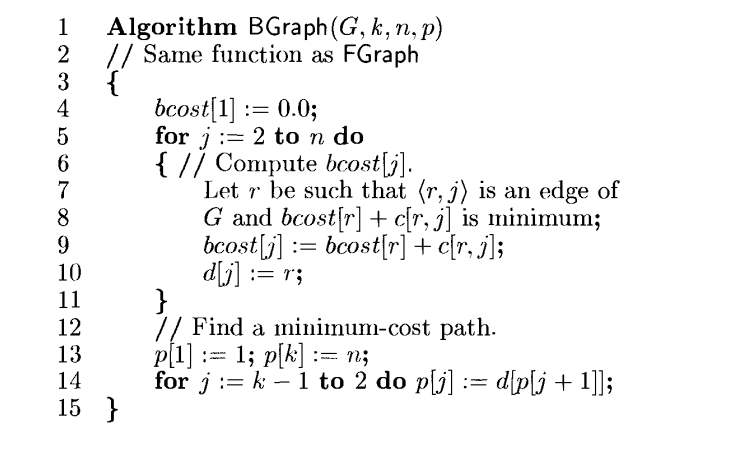 1 Algorithm BGraph(G, k, n, p)
2 // Same function as FGraph
3 {
4 bcost[1] := 0.0;
5 for j := 2 to n do
6 { // Compute bcost[j].
7 Let r be such that ⟨r, j⟩ is an edge of
8 G and bcost[r] + c[r, j] is minimum;
9 bcost[j] := bcost[r] + c[r, j];
10 d[j] := r;
11 }
12 // Find a minimum-cost path.
13 p[1] := 1; p[k] := n;
14 for j := k − 1 to 2 do p[j] := d[p[j + 1]];
15 }